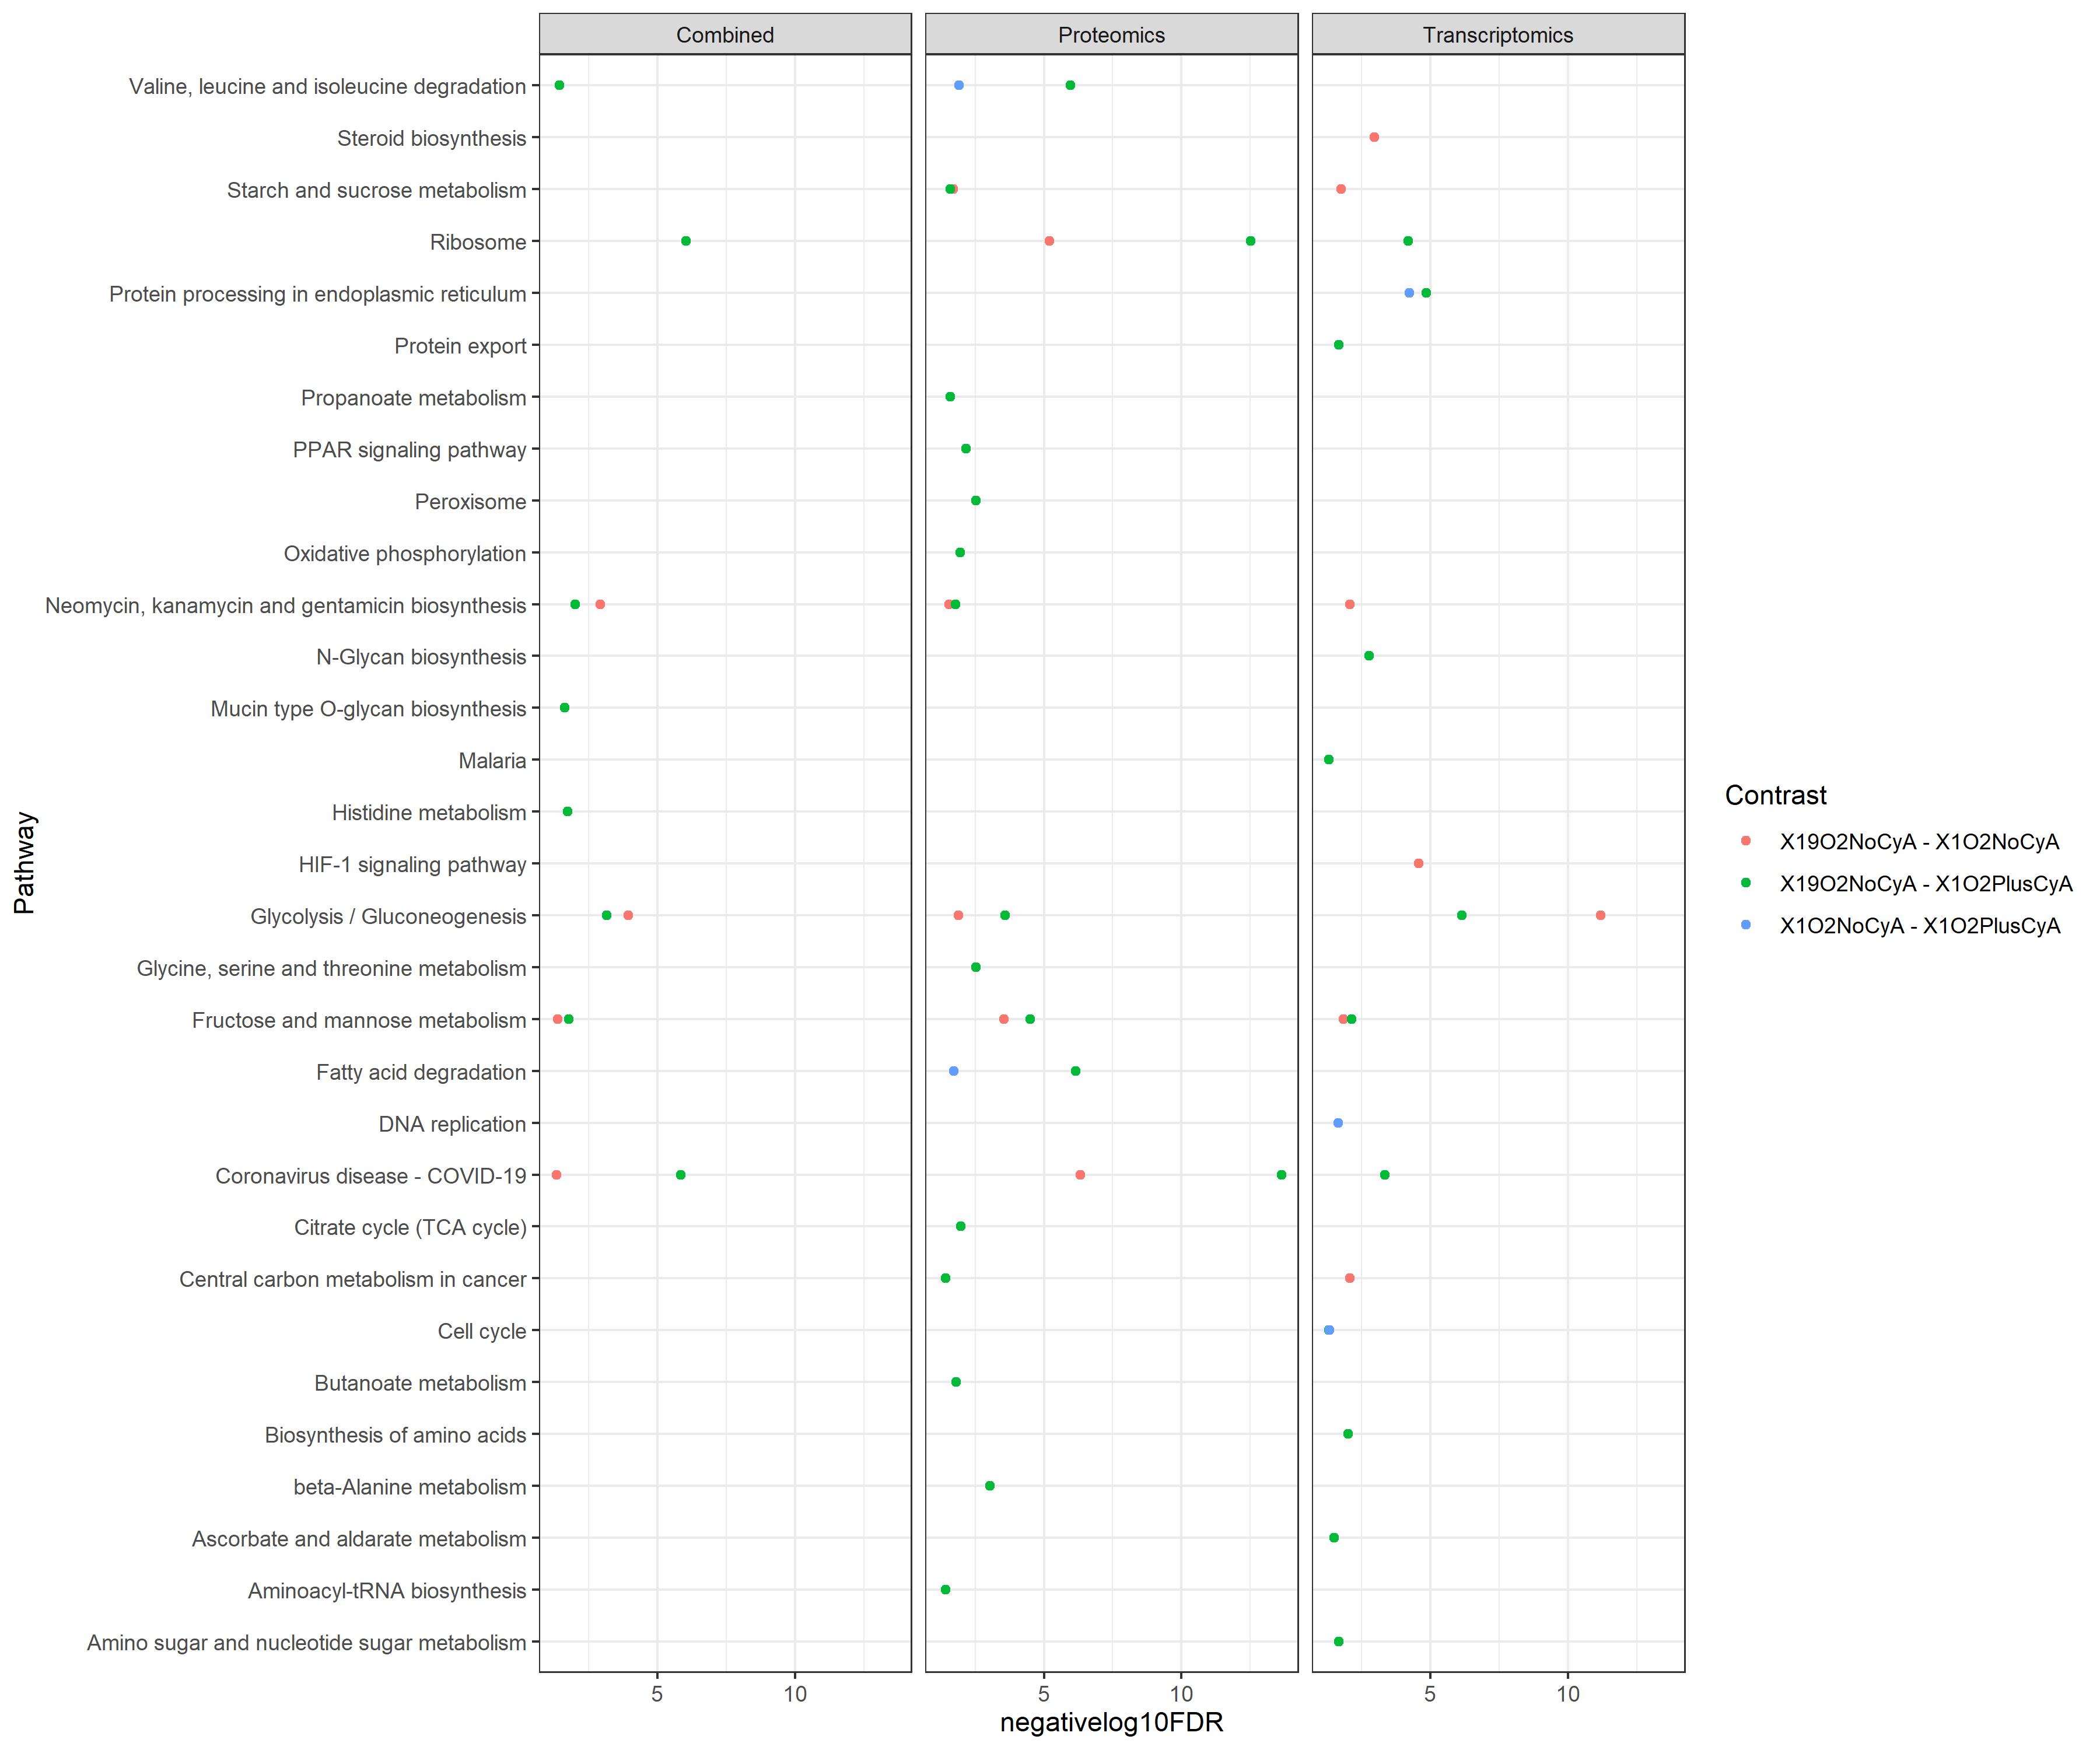 Combined
Proteomics
Transcriptomics
Pathway
Valine, leucine and isoleucine degradation
Steroid biosynthesis
Starch and sucrose metabolism
Ribosome
Protein processing in endoplasmic reticulum
Protein export
Propanoate metabolism
PPAR signaling pathway
Peroxisome
Oxidative phosphorylation
Neomycin, kanamycin and gentamicin biosynthesis
N-Glycan biosynthesis
Mucin type O-glycan biosynthesis
Malaria
Histidine metabolism
HIF-1 signaling pathway
Glycolysis / Gluconeogenesis
Glycine, serine and threonine metabolism
Fructose and mannose metabolism
Fatty acid degradation
DNA replication
Coronavirus disease - COVID-19
Citrate cycle (TCA cycle)
Central carbon metabolism in cancer
Cell cycle
Butanoate metabolism
Biosynthesis of amino acids
beta-Alanine metabolism
Ascorbate and aldarate metabolism
Aminoacyl-tRNA biosynthesis
Amino sugar and nucleotide sugar metabolism
5 10
5 10
5 10
negativelog10FDR
Contrast
X19O2NoCyA - X1O2NoCyA
X19O2NoCyA - X1O2PlusCyA
X1O2NoCyA - X1O2PlusCyA